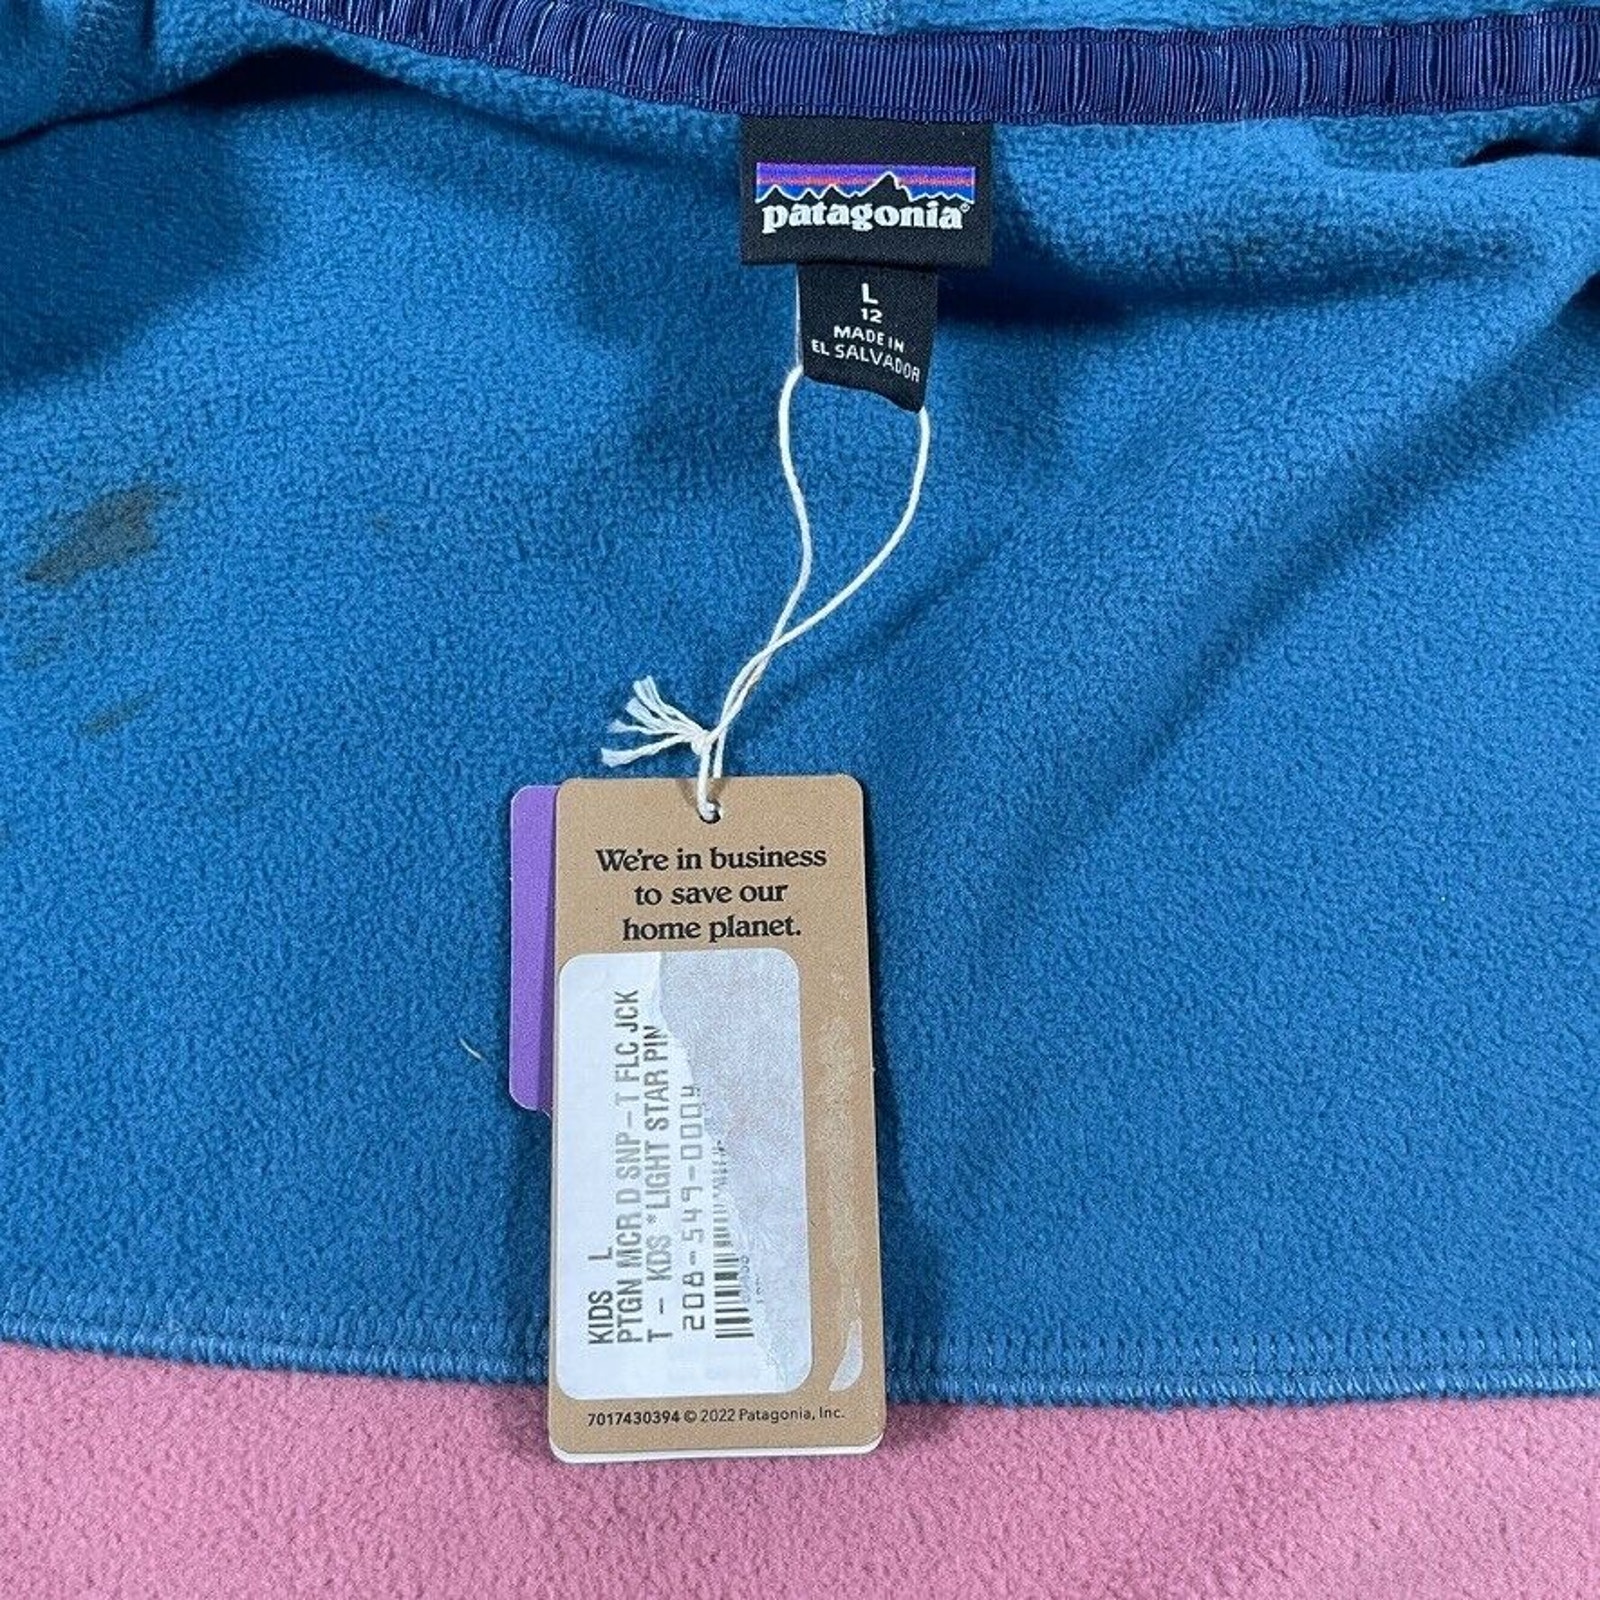 patagonia®
L
12
MADE IN
EL SALVADOR
We're in business
to save our
home planet.
KIDS L
PTGN MCR D SNP-T FLC JCK
T - KDS *LIGHT STAR PIN
208-549-0004
7017430394 © 2022 Patagonia, Inc.